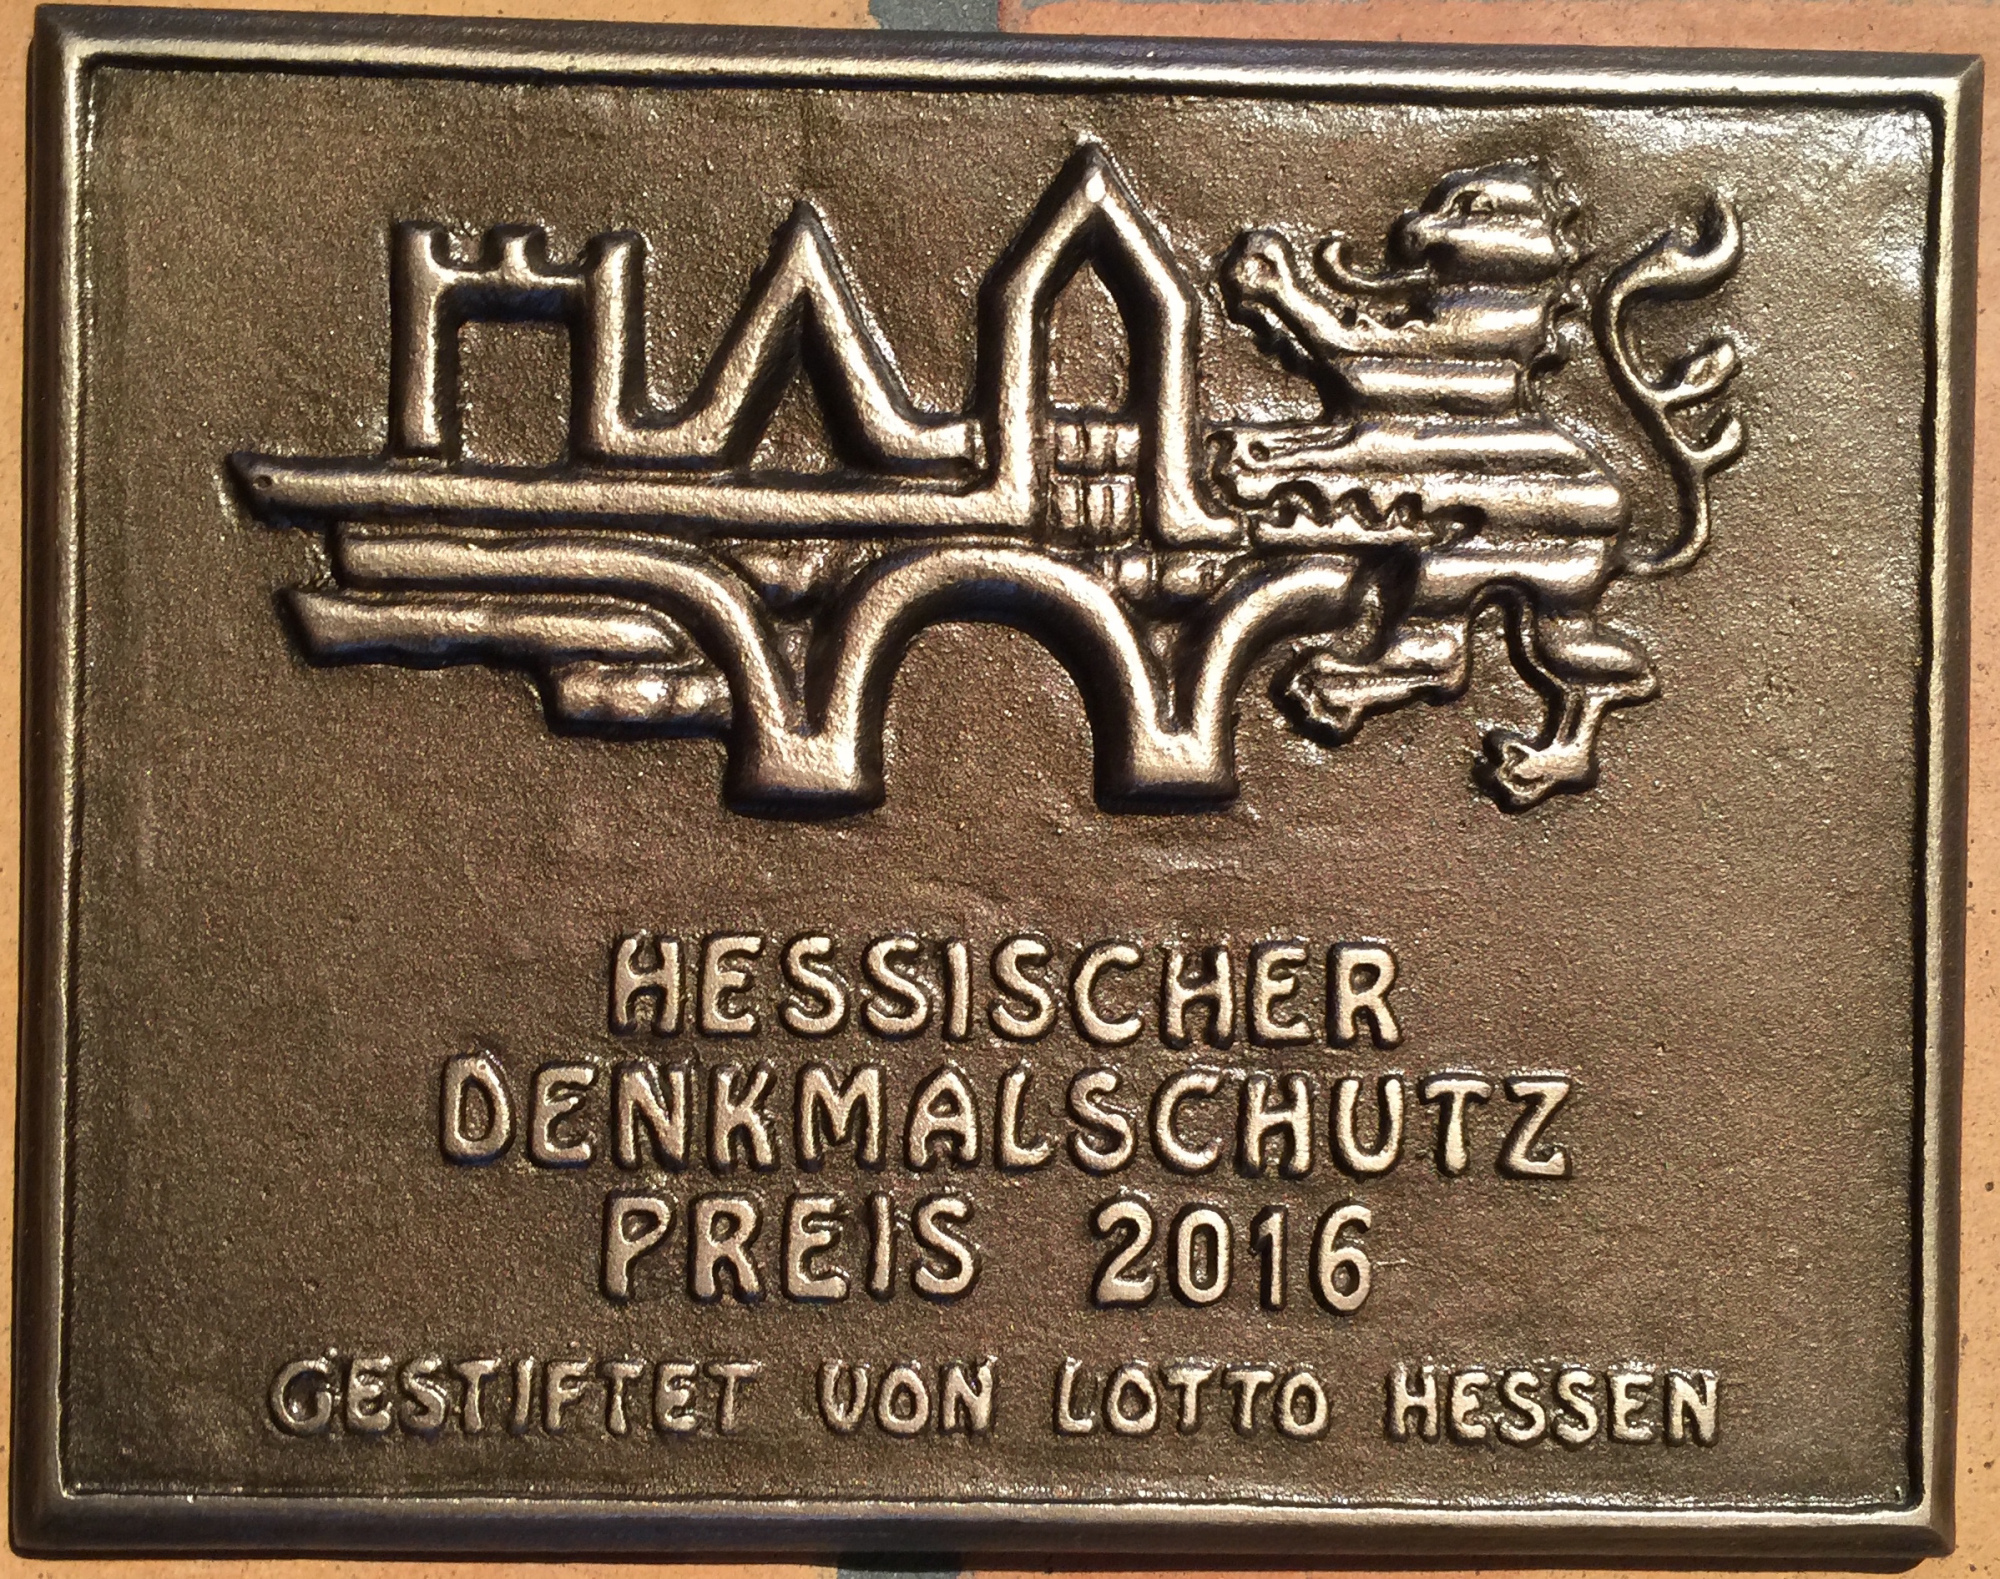 HESSISCHER
DENKMALSCHUTZ
PREIS 2016
GESTIFTET VON LOTTO HESSEN